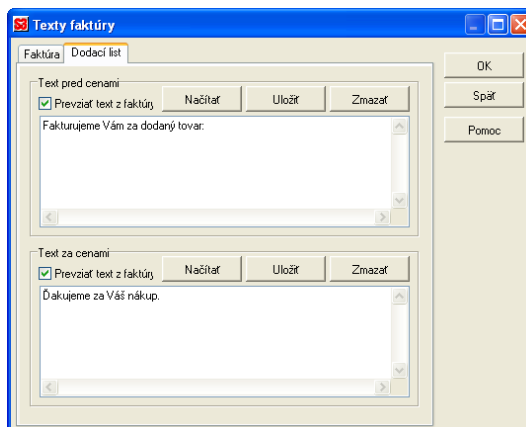 Texty faktúry
Faktúra
Dodací list
OK
Späť
Pomoc
Text pred cenami
Prevziať text z faktúry
Načítať
Uložiť
Zmazať
Fakturujeme Vám za dodaný tovar:
Text za cenami
Prevziať text z faktúry
Načítať
Uložiť
Zmazať
Ďakujeme za Váš nákup.